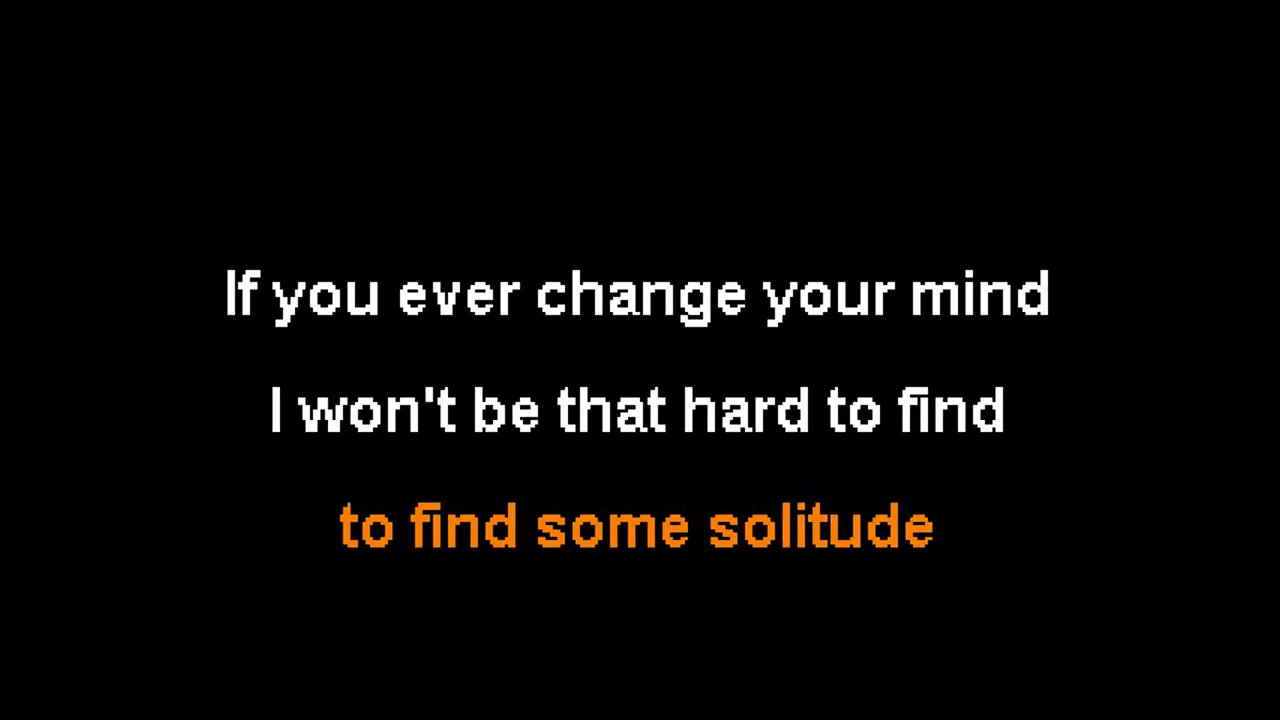 If you ever change your mind
I won't be that hard to find
to find some solitude